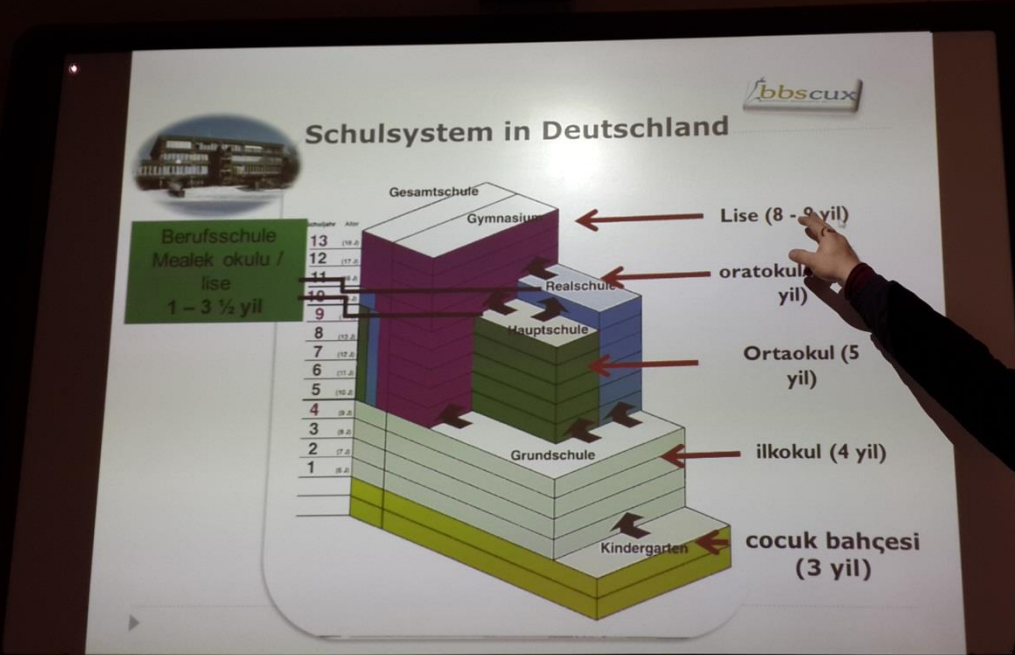 bbscux
Schulsystem in Deutschland
Gesamtschule
Gymnasium
Lise (8 - 9 yil)
Berufsschule
Mealek okulu /
lise
1 – 3 ½ yil
Alter
13
12
11
10
9
8
7
6
5
4
3
2
1
Realschule
oratokul
yil)
Hauptschule
Ortaokul (5
yil)
Grundschule
ilkokul (4 yil)
Kindergarten
cocuk bahçesi
(3 yil)